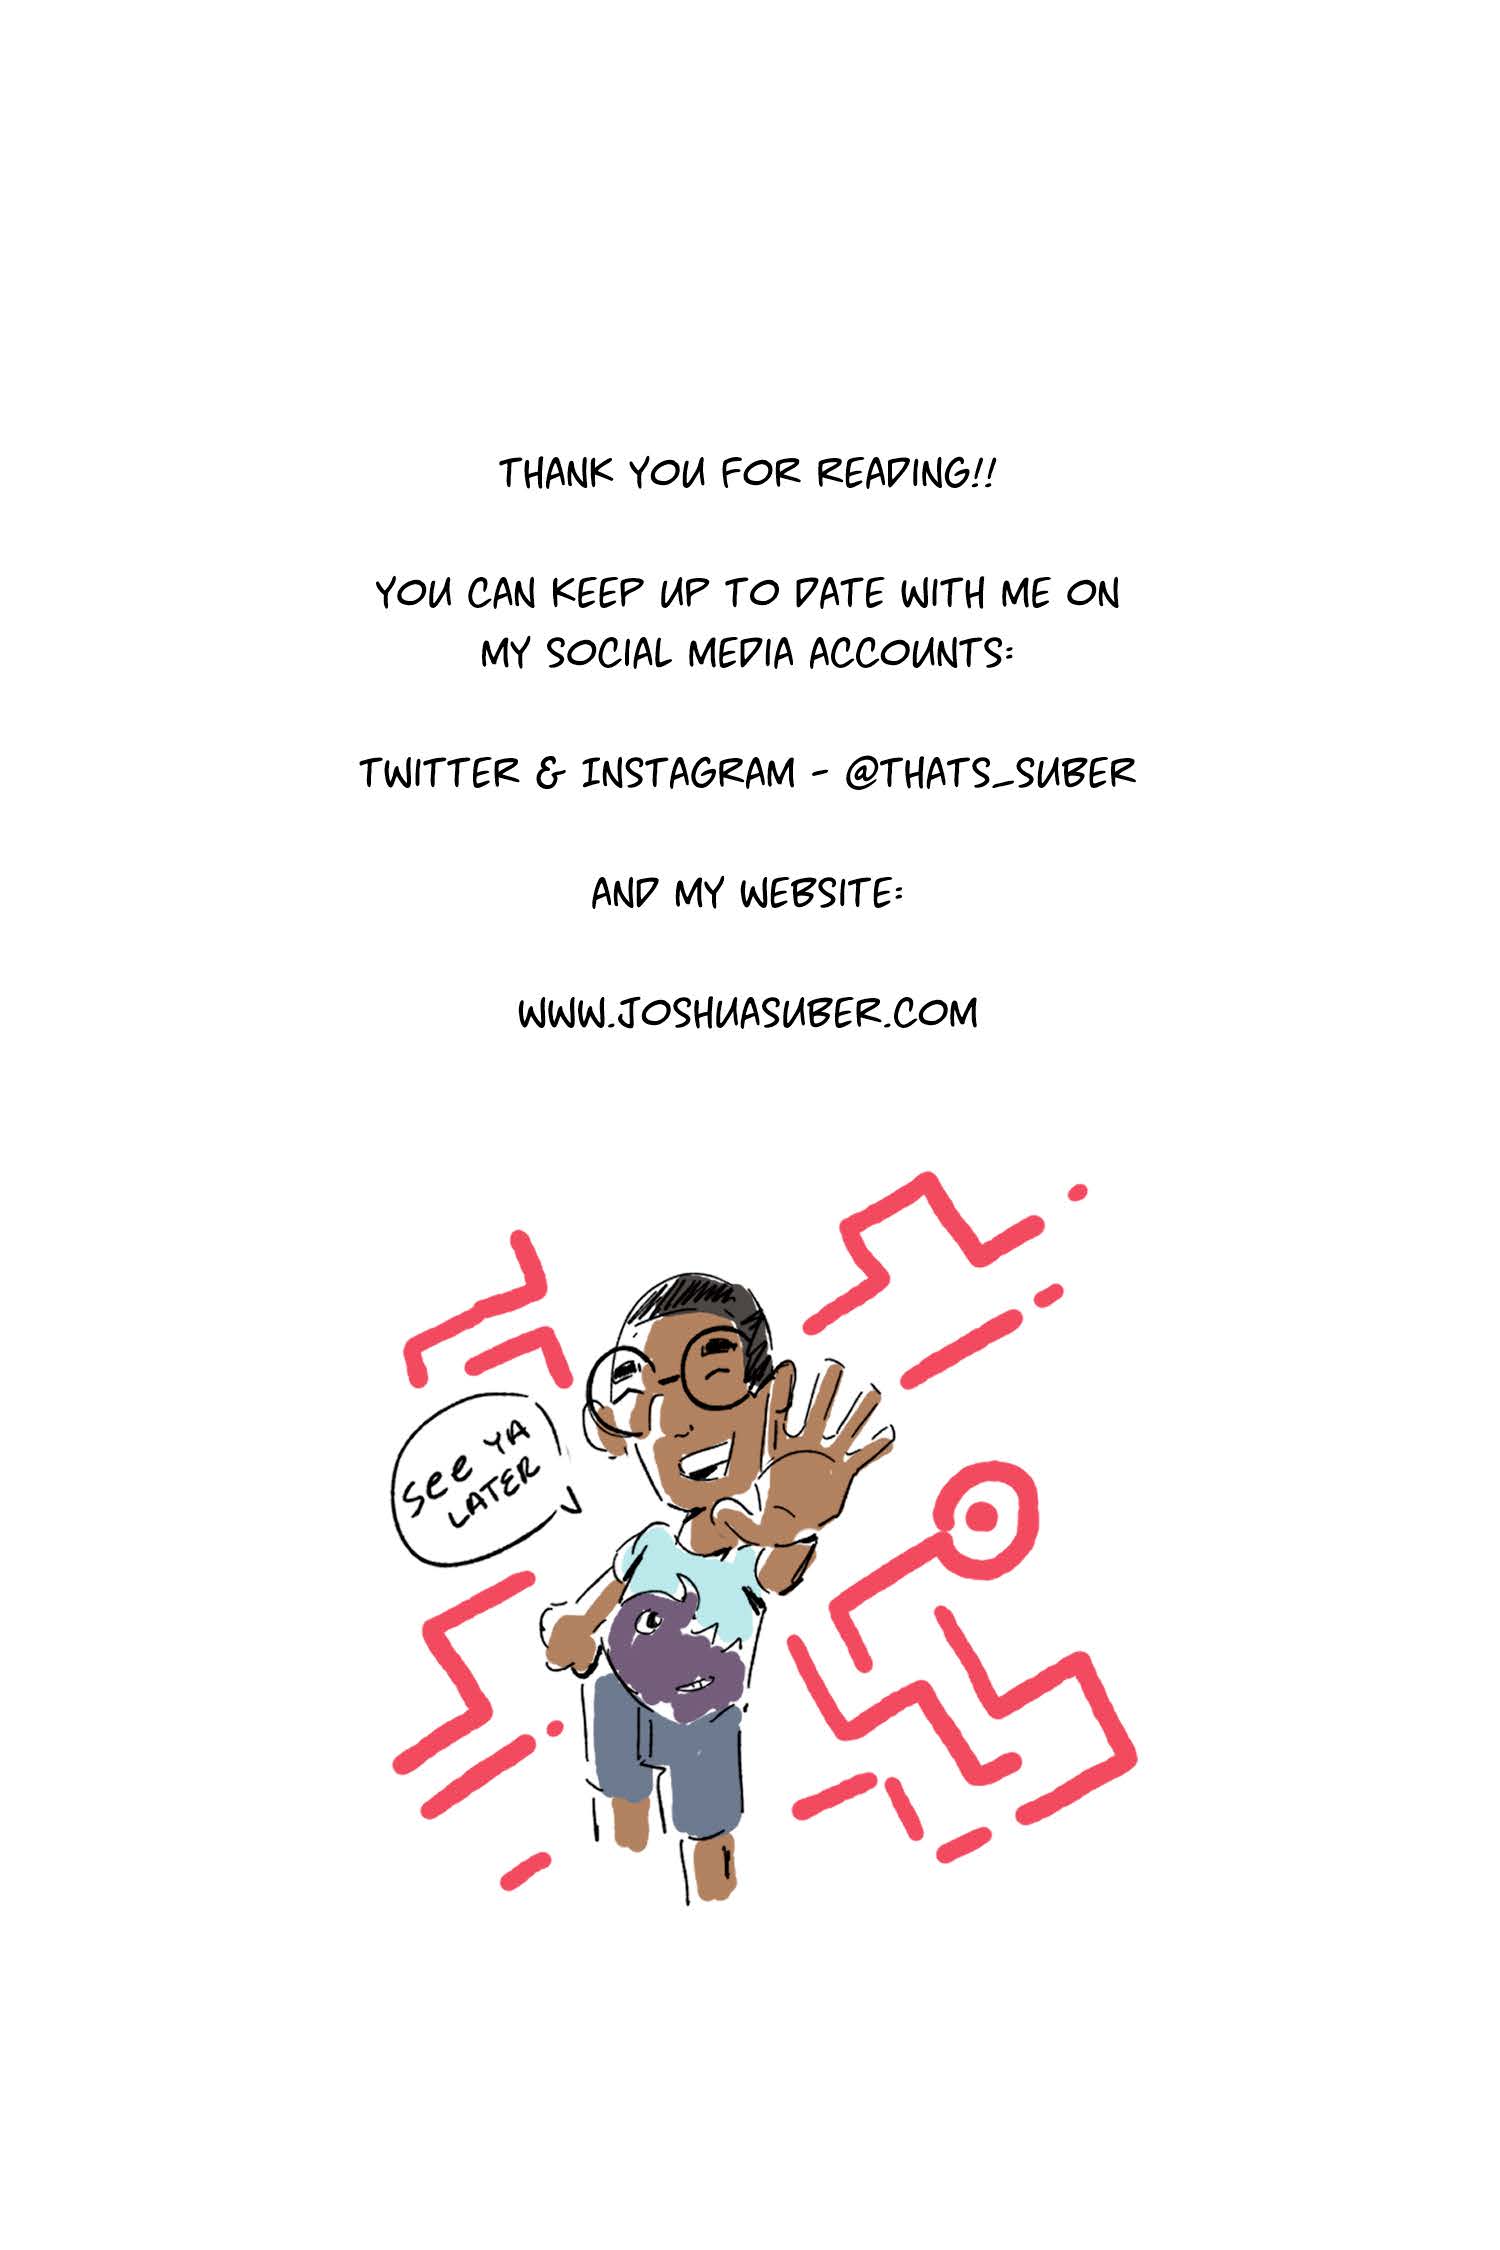 THANK YOU FOR READING!!
YOU CAN KEEP UP TO DATE WITH ME ON
MY SOCIAL MEDIA ACCOUNTS:
TWITTER & INSTAGRAM - @THATS_SUBER
AND MY WEBSITE:
WWW.JOSHUASUBER.COM
See YA
LATER